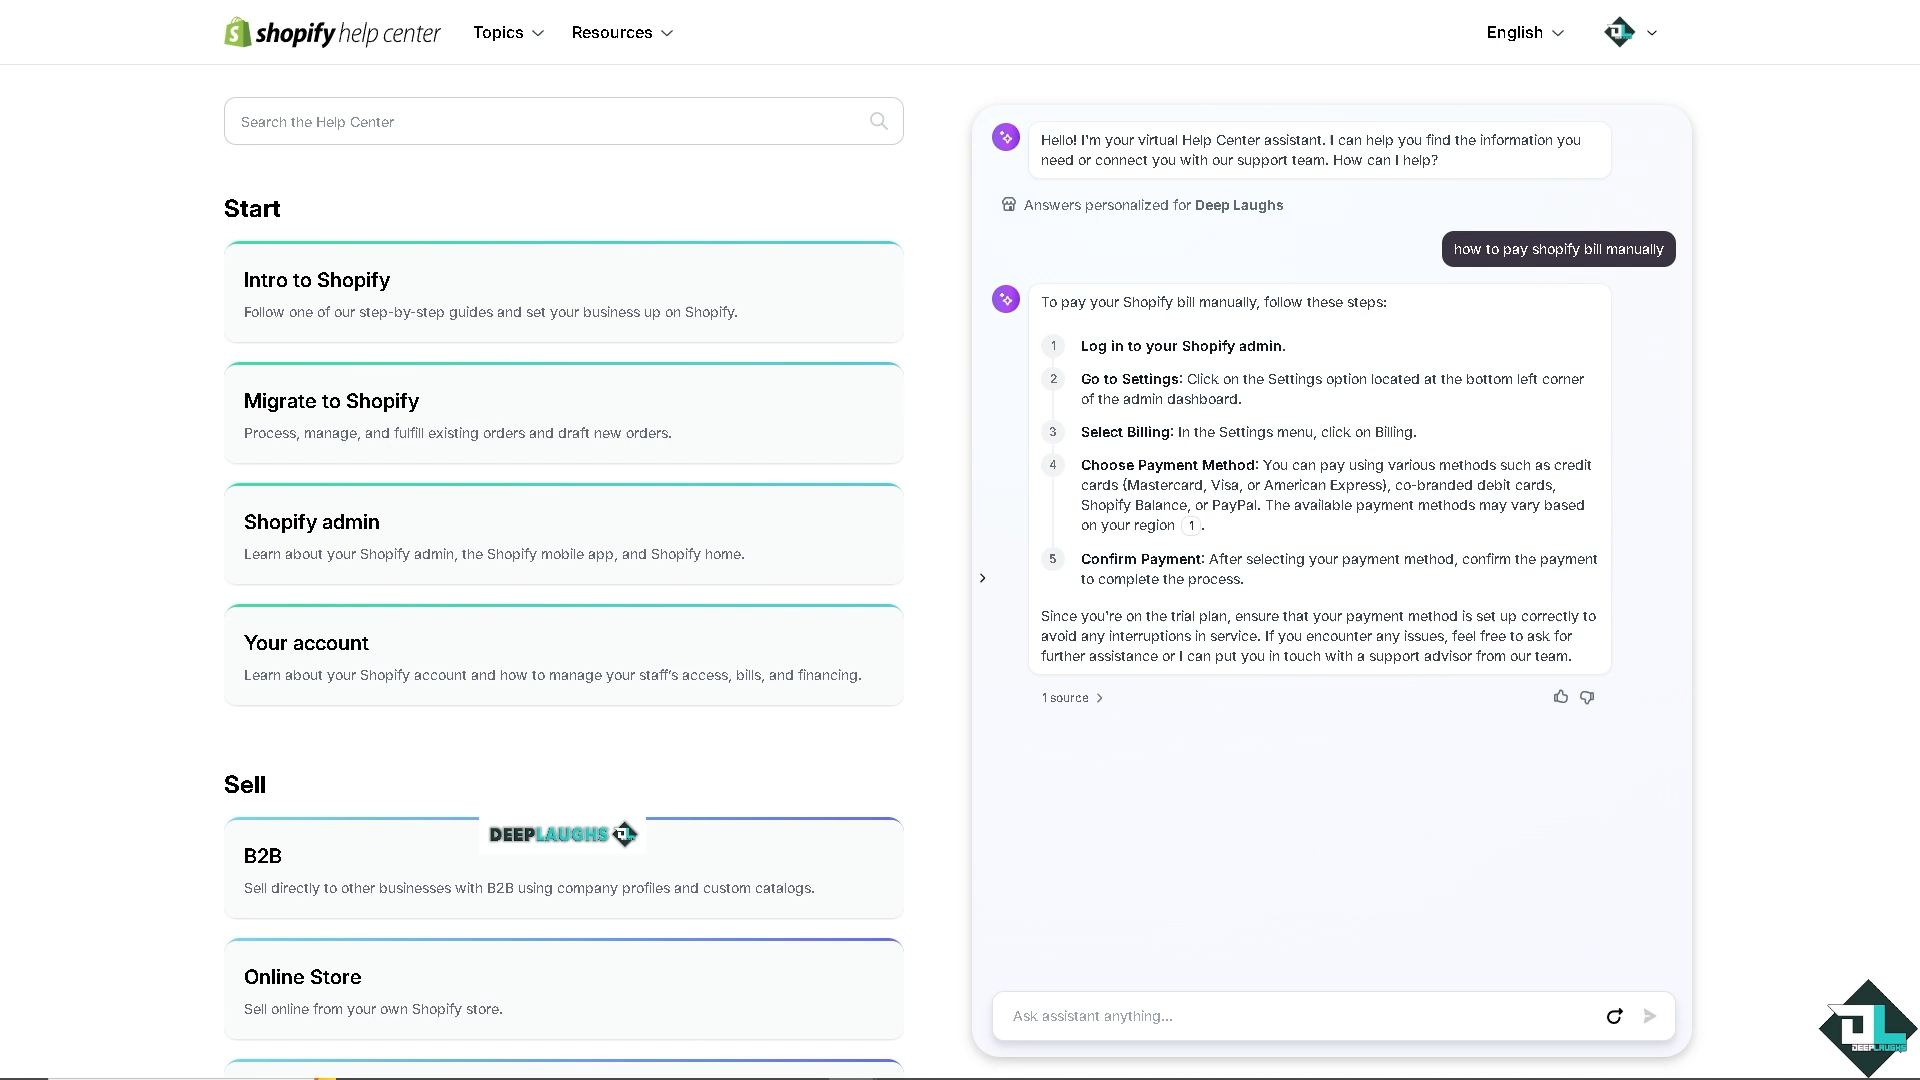 shopify help center
Topics
Resources
English
Search the Help Center
Start
Intro to Shopify
Follow one of our step-by-step guides and set your business up on Shopify.
Migrate to Shopify
Process, manage, and fulfill existing orders and draft new orders.
Shopify admin
Learn about your Shopify admin, the Shopify mobile app, and Shopify home.
Your account
Learn about your Shopify account and how to manage your staff's access, bills, and financing.
Sell
DEEPLAUGHS
B2B
Sell directly to other businesses with B2B using company profiles and custom catalogs.
Online Store
Sell online from your own Shopify store.
Hello! I'm your virtual Help Center assistant. I can help you find the information you
need or connect you with our support team. How can I help?
Answers personalized for Deep Laughs
how to pay shopify bill manually
To pay your Shopify bill manually, follow these steps:
1 Log in to your Shopify admin.
2 Go to Settings: Click on the Settings option located at the bottom left corner
of the admin dashboard.
3 Select Billing: In the Settings menu, click on Billing.
4 Choose Payment Method: You can pay using various methods such as credit
cards (Mastercard, Visa, or American Express), co-branded debit cards,
Shopify Balance, or PayPal. The available payment methods may vary based
on your region 1.
5 Confirm Payment: After selecting your payment method, confirm the payment
to complete the process.
Since you're on the trial plan, ensure that your payment method is set up correctly to
avoid any interruptions in service. If you encounter any issues, feel free to ask for
further assistance or I can put you in touch with a support advisor from our team.
1 source
Ask assistant anything...
DEEPLAUGHS